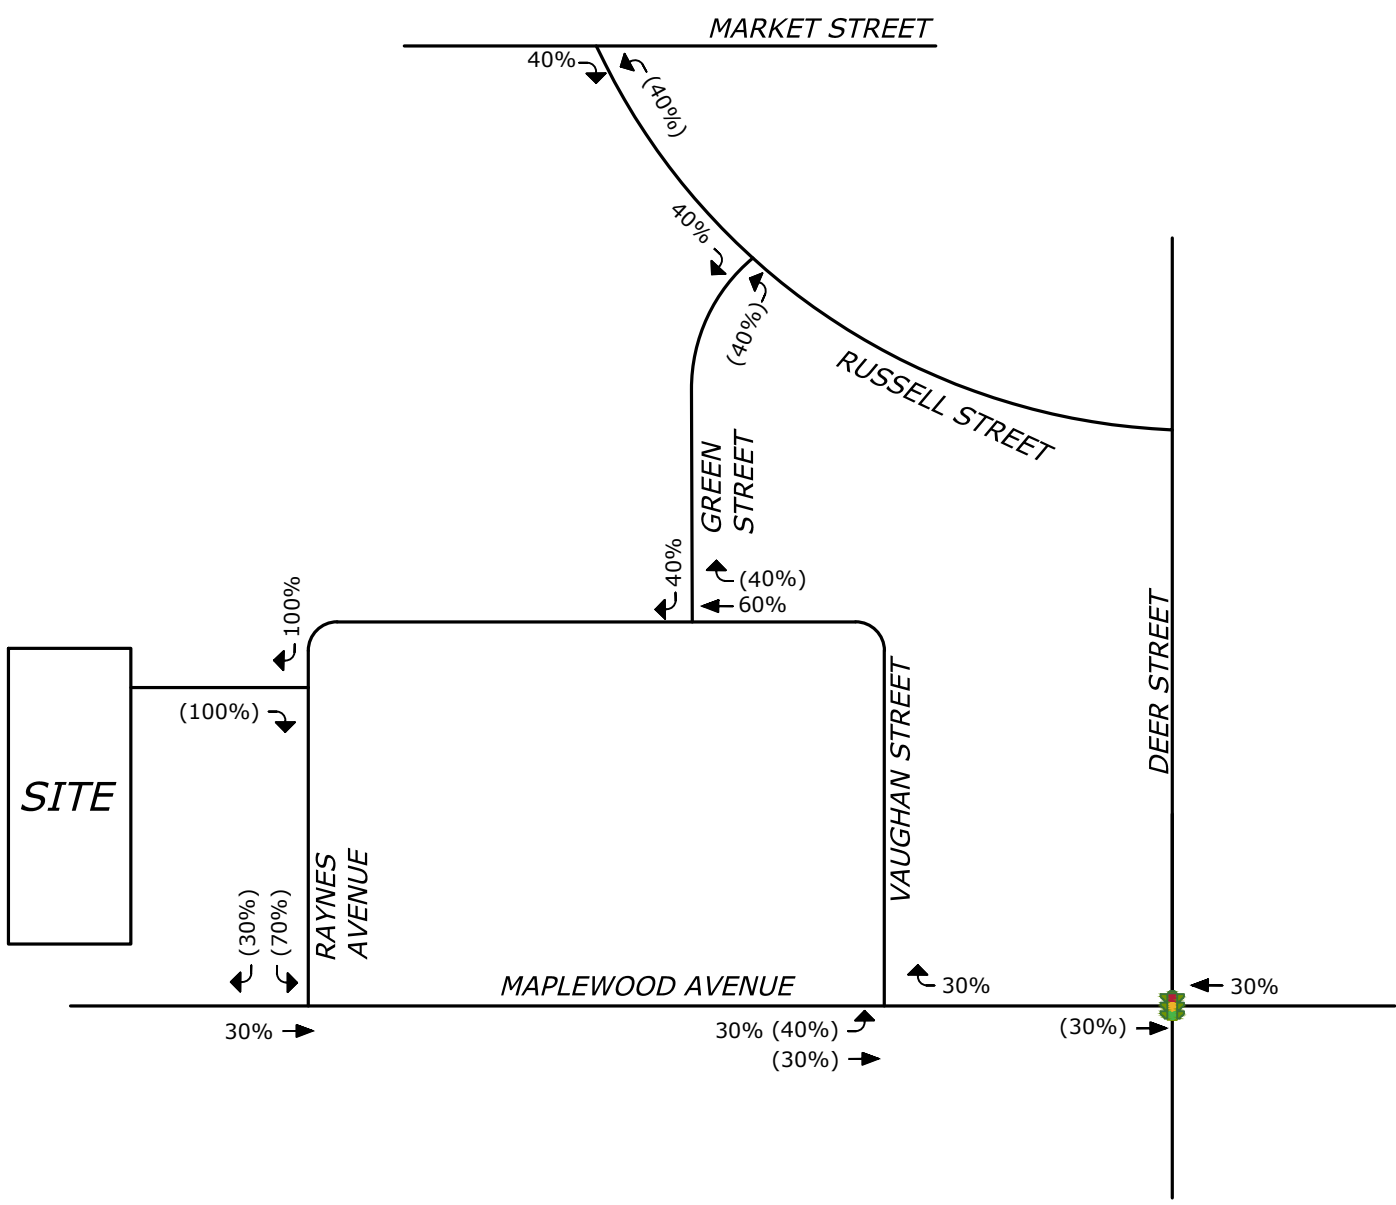 MARKET STREET
40%
(40%)
40%
(40%)
RUSSELL STREET
GREEN
STREET
40%
(40%)
60%
100%
(100%)
SITE
DEER STREET
VAUGHAN STREET
RAYNES
AVENUE
(30%)
(70%)
MAPLEWOOD AVENUE
30%
30%
30%
30% (40%)
(30%)
(30%)